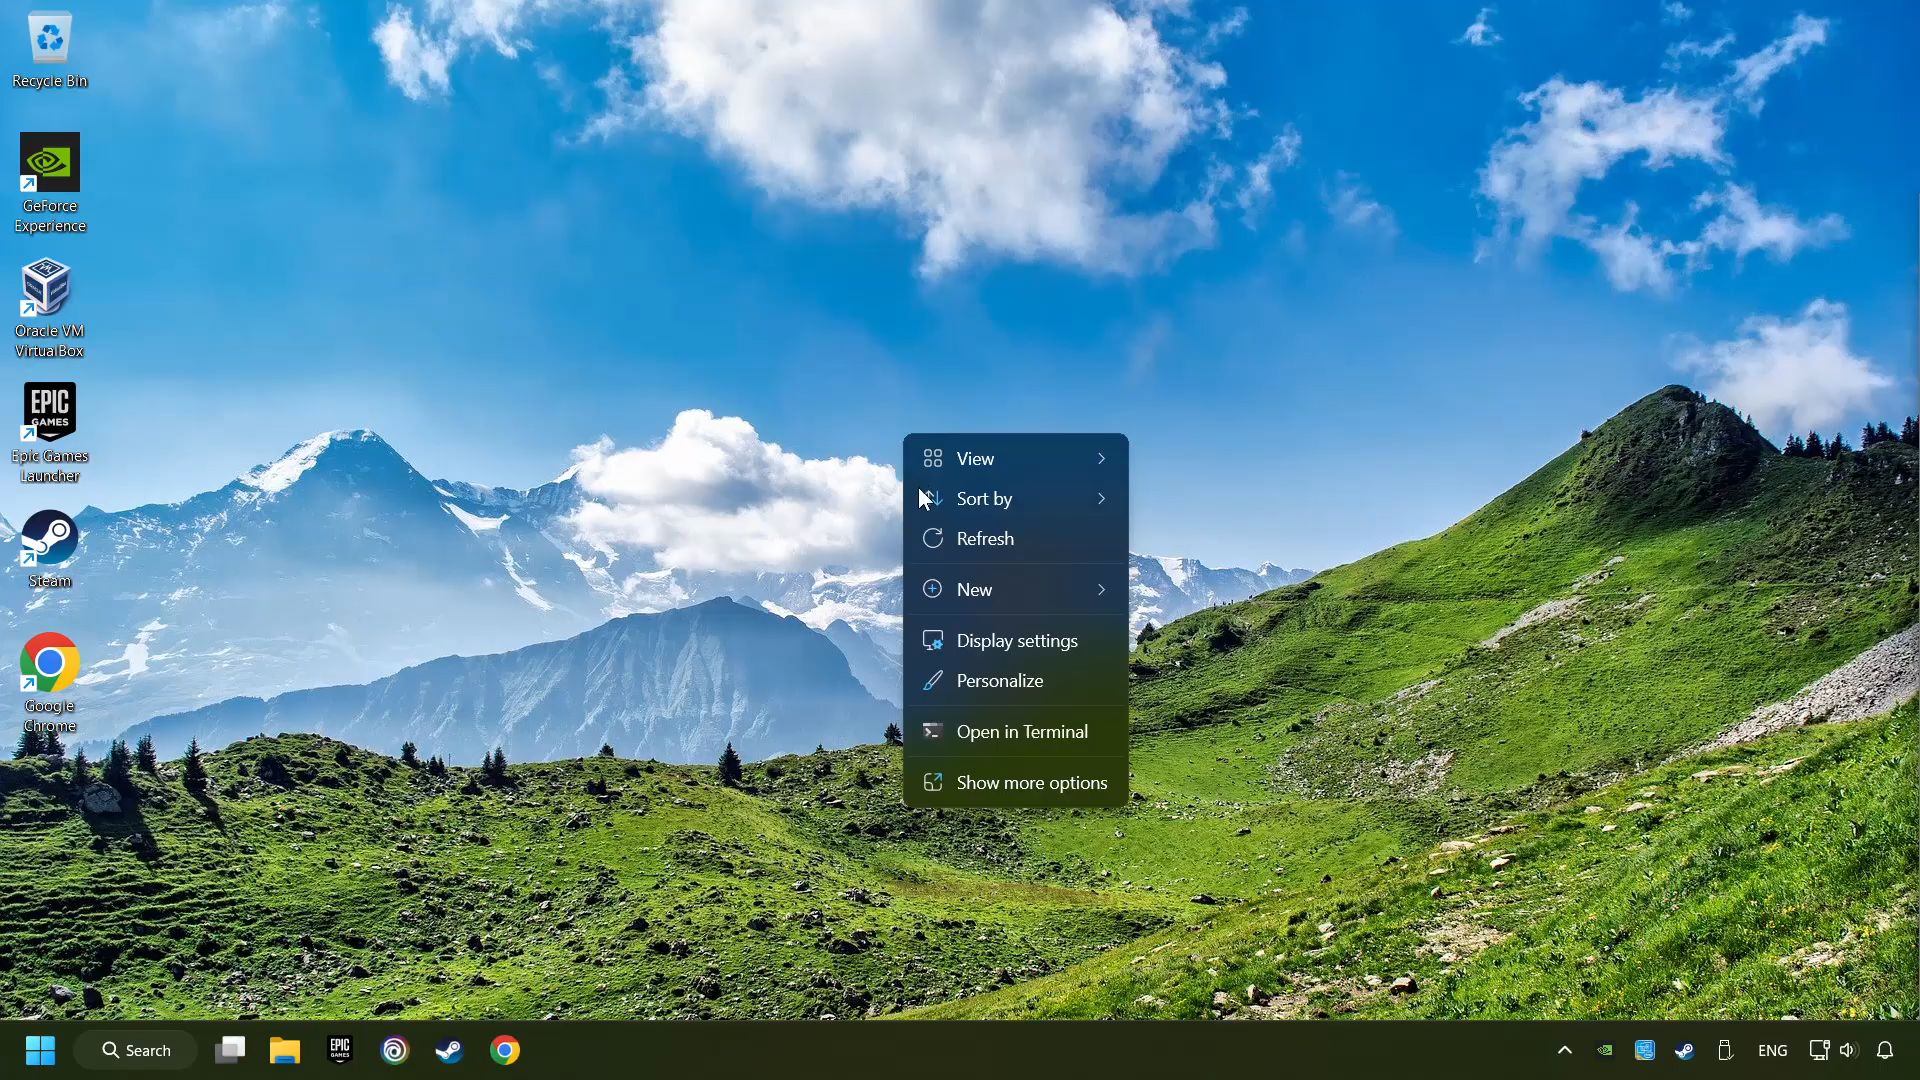 Recycle Bin
GeForce
Experience
Oracle VM
VirtualBox
EPIC
GAMES
Epic Games
Launcher
Steam
Google
Chrome
View
Sort by
Refresh
New
Display settings
Personalize
Open in Terminal
Show more options
Search
EPIC
GAMES
ENG